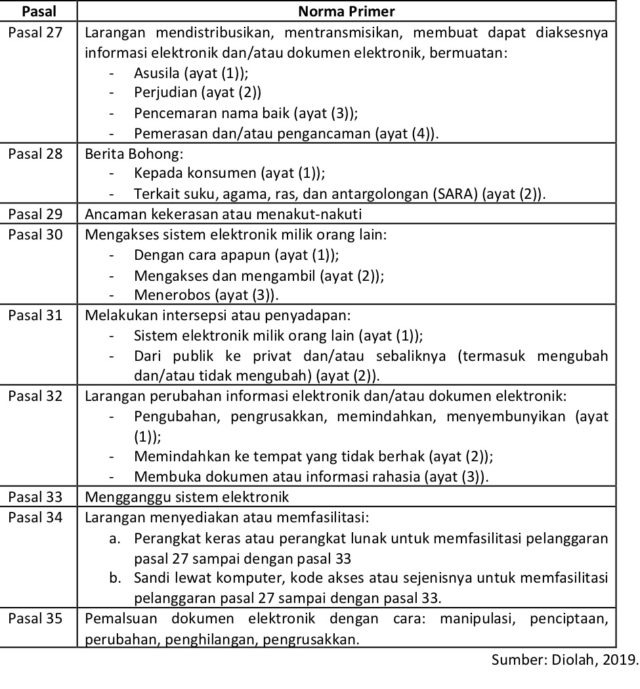 Pasal Norma Primer
Pasal 27 Larangan mendistribusikan, mentransmisikan, membuat dapat diaksesnya
informasi elektronik dan/atau dokumen elektronik, bermuatan:
- Asusila (ayat (1));
- Perjudian (ayat (2))
- Pencemaran nama baik (ayat (3));
- Pemerasan dan/atau pengancaman (ayat (4)).
Pasal 28 Berita Bohong:
- Kepada konsumen (ayat (1));
- Terkait suku, agama, ras, dan antargolongan (SARA) (ayat (2)).
Pasal 29 Ancaman kekerasan atau menakut-nakuti
Pasal 30 Mengakses sistem elektronik milik orang lain:
- Dengan cara apapun (ayat (1));
- Mengakses dan mengambil (ayat (2));
- Menerobos (ayat (3)).
Pasal 31 Melakukan intersepsi atau penyadapan:
- Sistem elektronik milik orang lain (ayat (1));
- Dari publik ke privat dan/atau sebaliknya (termasuk mengubah
dan/atau tidak mengubah) (ayat (2)).
Pasal 32 Larangan perubahan informasi elektronik dan/atau dokumen elektronik:
- Pengubahan, pengrusakkan, memindahkan, menyembunyikan (ayat
(1));
- Memindahkan ke tempat yang tidak berhak (ayat (2));
- Membuka dokumen atau informasi rahasia (ayat (3)).
Pasal 33 Mengganggu sistem elektronik
Pasal 34 Larangan menyediakan atau memfasilitasi:
a. Perangkat keras atau perangkat lunak untuk memfasilitasi pelanggaran
pasal 27 sampai dengan pasal 33
b. Sandi lewat komputer, kode akses atau sejenisnya untuk memfasilitasi
pelanggaran pasal 27 sampai dengan pasal 33.
Pasal 35 Pemalsuan dokumen elektronik dengan cara: manipulasi, penciptaan,
perubahan, penghilangan, pengrusakkan.
Sumber: Diolah, 2019.